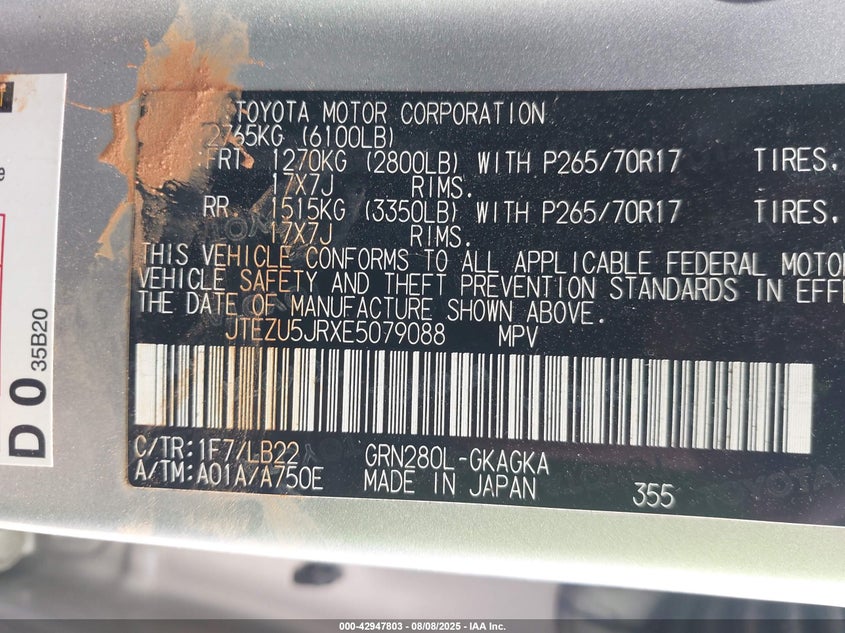 TOYOTA MOTOR CORPORATION
2765KG (6100LB)
FRT 1270KG (2800LB) WITH P265/70R17 TIRES,
17X7J RIMS.
RR. 1515KG (3350LB) WITH P265/70R17 TIRES,
17X7J RIMS.
THIS VEHICLE CONFORMS TO ALL APPLICABLE FEDERAL MOTO
VEHICLE SAFETY AND THEFT PREVENTION STANDARDS IN EFF
THE DATE OF MANUFACTURE SHOWN ABOVE.
JTEZU5JRXE5079088 MPV
C/TR:1F7/LB22 GRN280L-GKAGKA
A/TM:A01A/A750E MADE IN JAPAN 355
D 0 35B20
000-42947803 - 08/08/2025 - IAA Inc.